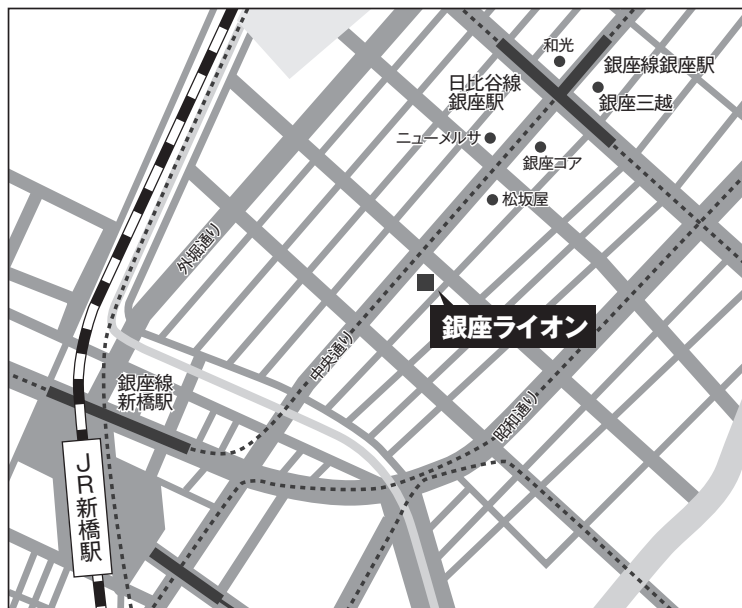 和光
銀座線銀座駅
日比谷線
銀座駅
銀座三越
ニューメルサ
銀座コア
松坂屋
外堀通り
銀座ライオン
中央通り
銀座線
新橋駅
昭和通り
JR新橋駅